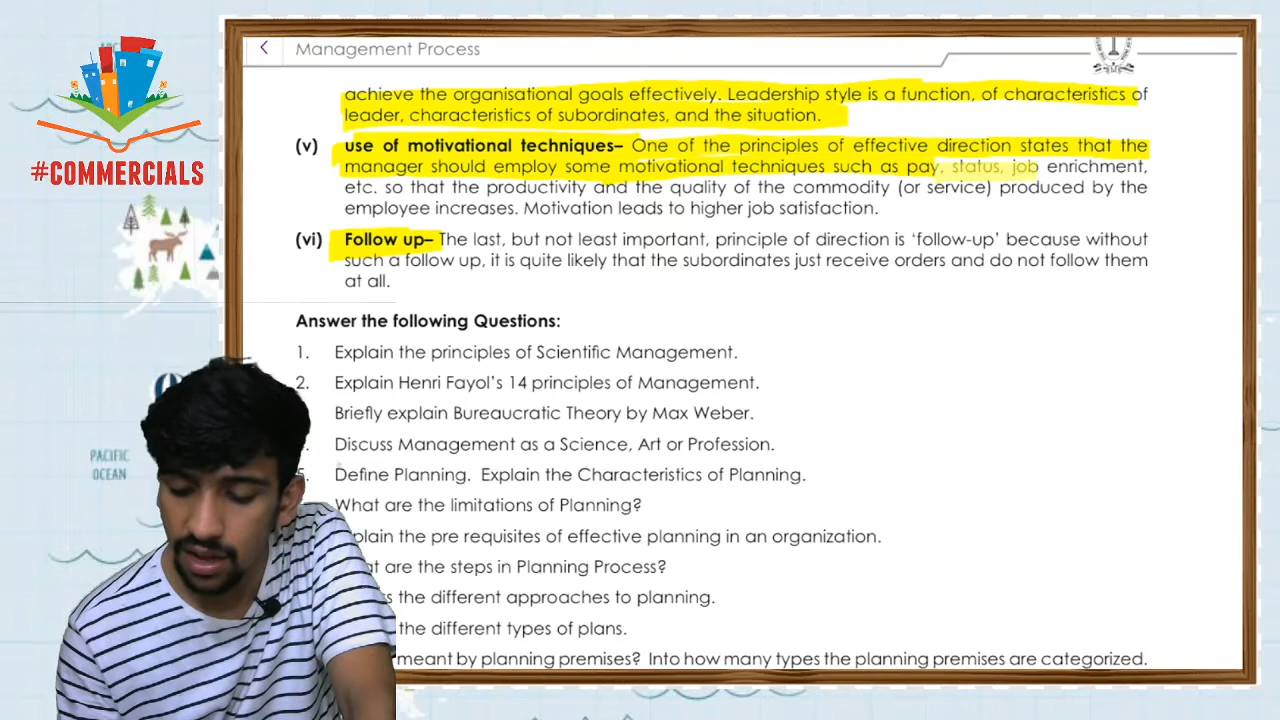 #COMMERCIALS
Management Process
achieve the organisational goals effectively. Leadership style is a function, of characteristics of
leader, characteristics of subordinates, and the situation.
(v) use of motivational techniques– One of the principles of effective direction states that the
manager should employ some motivational techniques such as pay, status, job enrichment,
etc. so that the productivity and the quality of the commodity (or service) produced by the
employee increases. Motivation leads to higher job satisfaction.
(vi) Follow up– The last, but not least important, principle of direction is ‘follow-up’ because without
such a follow up, it is quite likely that the subordinates just receive orders and do not follow them
at all.
Answer the following Questions:
1. Explain the principles of Scientific Management.
2. Explain Henri Fayol’s 14 principles of Management.
Briefly explain Bureaucratic Theory by Max Weber.
Discuss Management as a Science, Art or Profession.
5. Define Planning. Explain the Characteristics of Planning.
What are the limitations of Planning?
plain the pre requisites of effective planning in an organization.
at are the steps in Planning Process?
s the different approaches to planning.
the different types of plans.
meant by planning premises? Into how many types the planning premises are categorized.
PACIFIC
OCEAN